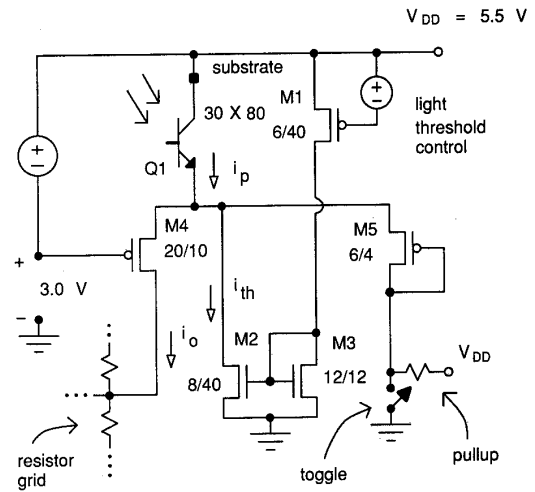 V DD = 5.5 V
substrate
M1
30 X 80
6/40
light
threshold
control
Q1
i p
+
−
M4
20/10
M5
6/4
+
3.0 V
−
i th
i o
M2
M3
8/40
12/12
V DD
resistor
grid
toggle
pullup